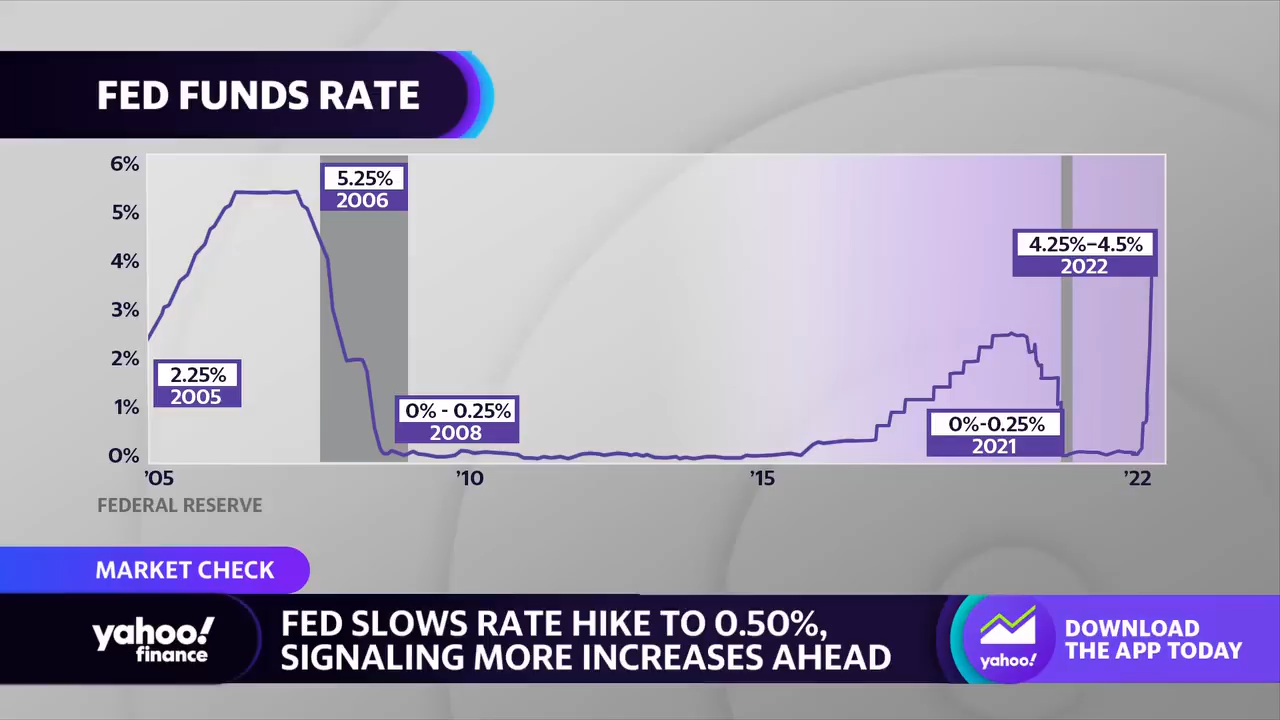 FED FUNDS RATE
6%
5%
4%
3%
2%
1%
0%
5.25%
2006
4.25%–4.5%
2022
2.25%
2005
0% - 0.25%
2008
0%-0.25%
2021
'05
'10
'15
'22
FEDERAL RESERVE
MARKET CHECK
yahoo!
finance
FED SLOWS RATE HIKE TO 0.50%,
SIGNALING MORE INCREASES AHEAD
yahoo!
DOWNLOAD
THE APP TODAY